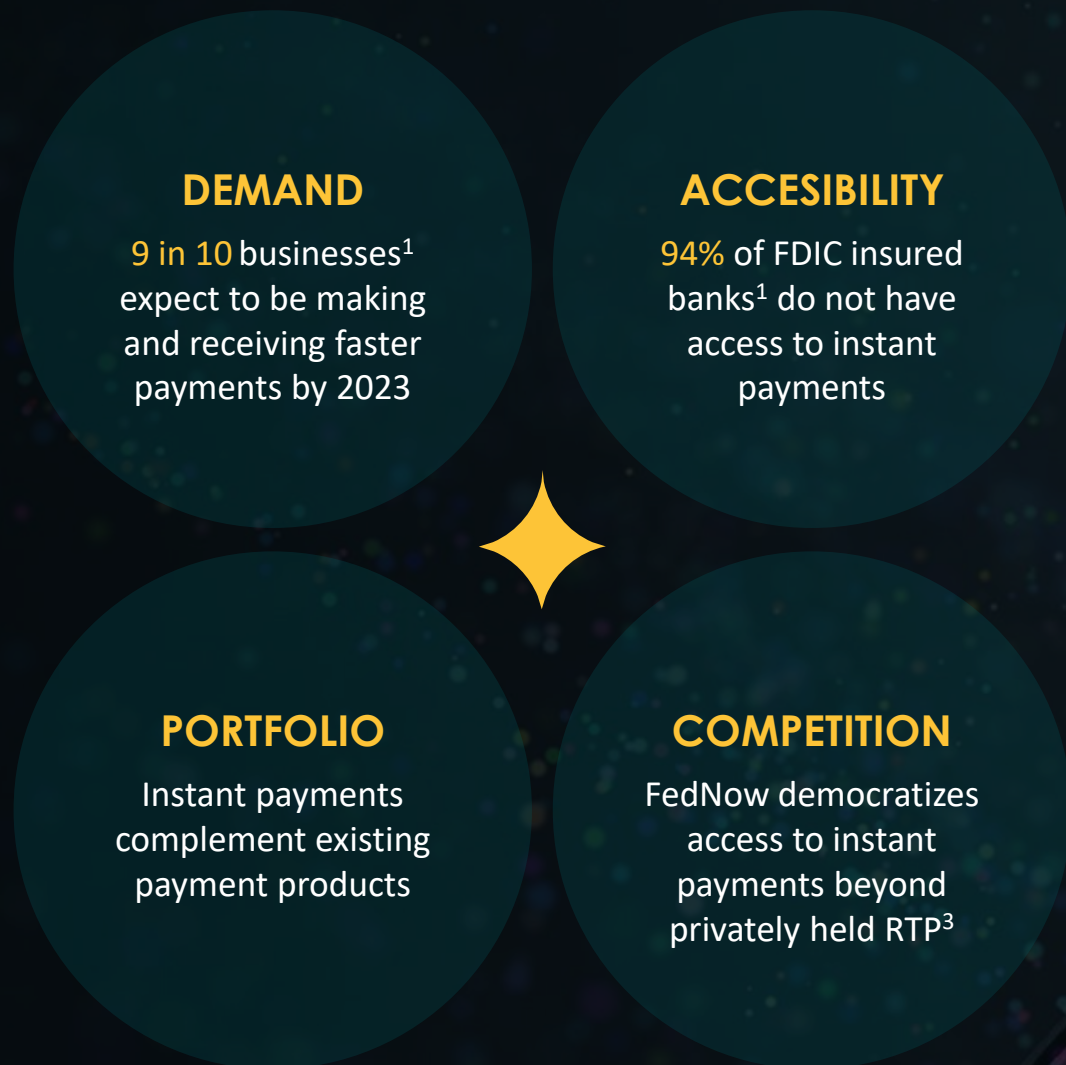 DEMAND
9 in 10 businesses¹
expect to be making
and receiving faster
payments by 2023
ACCESIBILITY
94% of FDIC insured
banks¹ do not have
access to instant
payments
PORTFOLIO
Instant payments
complement existing
payment products
COMPETITION
FedNow democratizes
access to instant
payments beyond
privately held RTP³